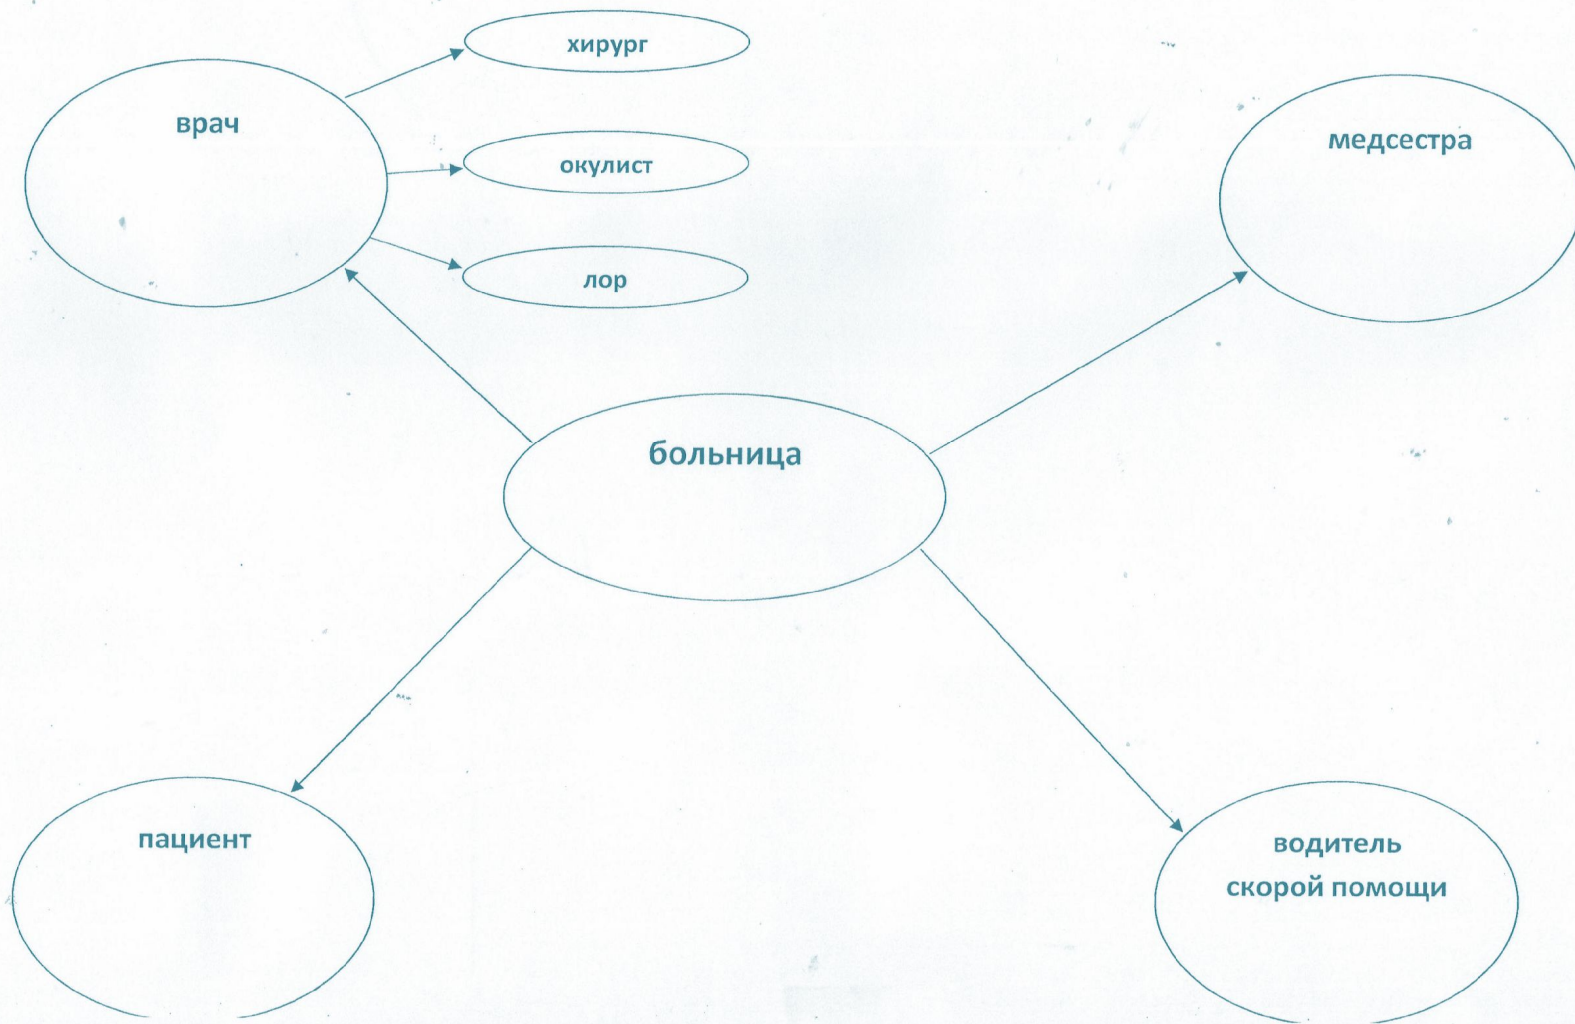 хирург
врач
окулист
лор
медсестра
больница
пациент
водитель
скорой помощи